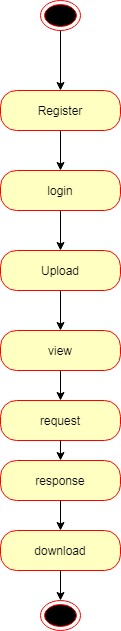 Register
login
Upload
view
request
response
download